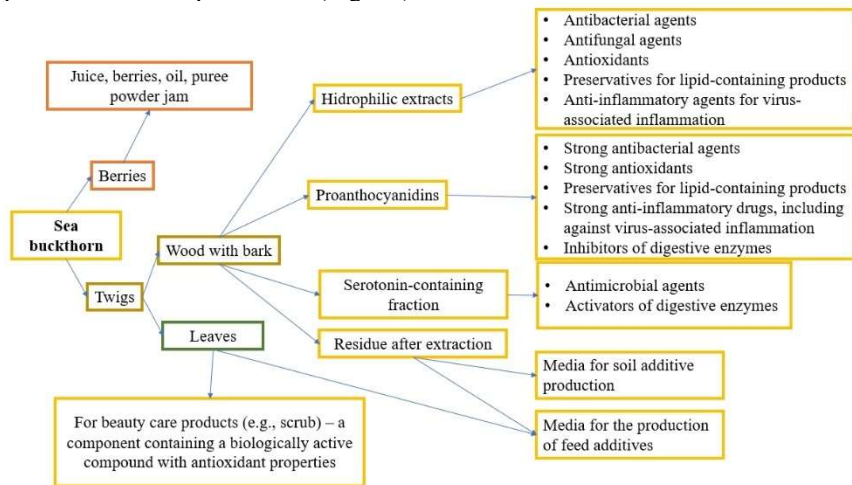 Juice, berries, oil, puree
powder jam
Berries
Sea
buckthorn
Twigs
Wood with bark
Leaves
For beauty care products (e.g., scrub) – a
component containing a biologically active
compound with antioxidant properties
Hidrophilic extracts
Proanthocyanidins
Serotonin-containing
fraction
Residue after extraction
• Antibacterial agents
• Antifungal agents
• Antioxidants
• Preservatives for lipid-containing products
• Anti-inflammatory agents for virus-
associated inflammation
• Strong antibacterial agents
• Strong antioxidants
• Preservatives for lipid-containing products
• Strong anti-inflammatory drugs, including
against virus-associated inflammation
• Inhibitors of digestive enzymes
• Antimicrobial agents
• Activators of digestive enzymes
Media for soil additive
production
Media for the production
of feed additives